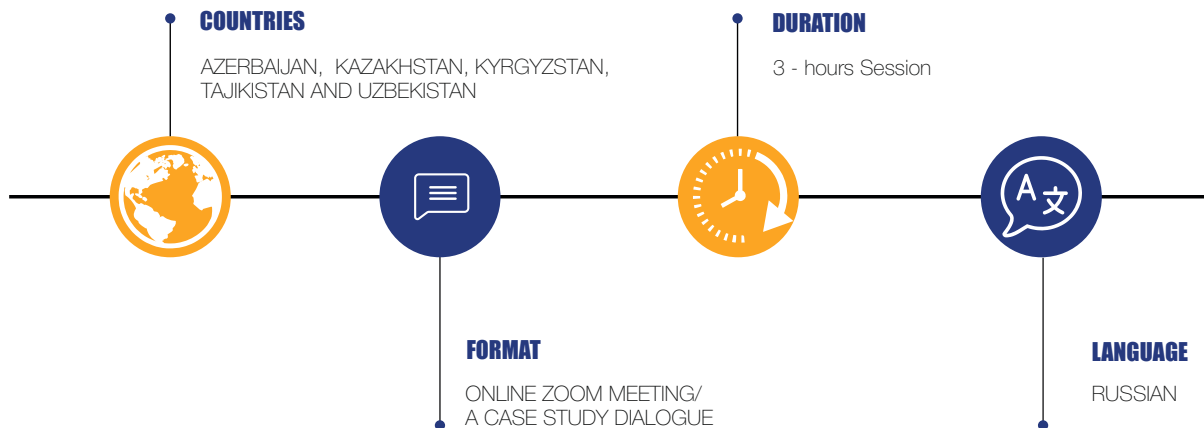 COUNTRIES
AZERBAIJAN, KAZAKHSTAN, KYRGYZSTAN,
TAJIKISTAN AND UZBEKISTAN
DURATION
3 - hours Session
A 文
FORMAT
ONLINE ZOOM MEETING/
A CASE STUDY DIALOGUE
LANGUAGE
RUSSIAN